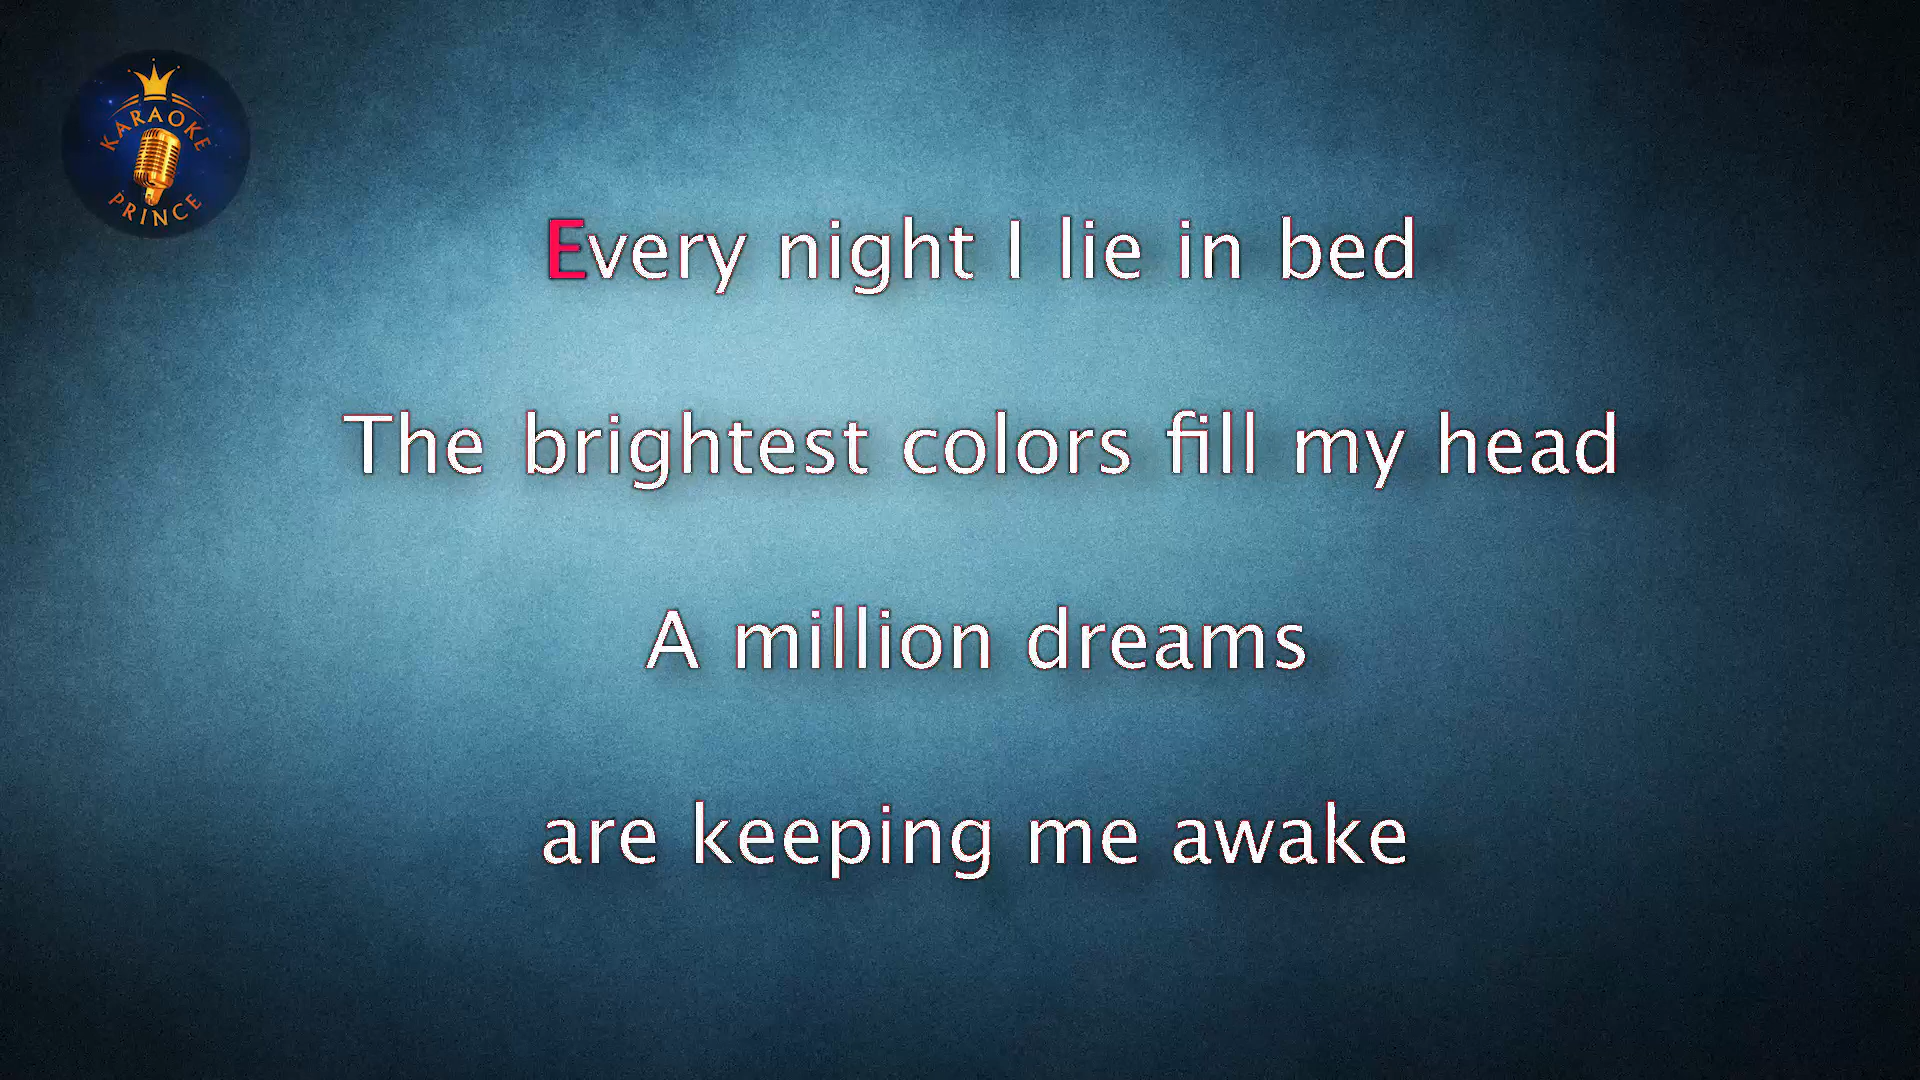 KARAOKE
PRINCE
Every night I lie in bed
The brightest colors fill my head
A million dreams
are keeping me awake